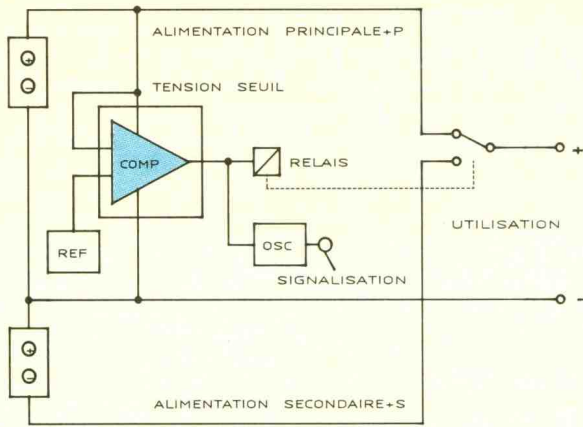 ALIMENTATION PRINCIPALE+P
+
-
TENSION SEUIL
COMP
RELAIS
+
REF
OSC
UTILISATION
SIGNALISATION
-
+
-
ALIMENTATION SECONDAIRE+S